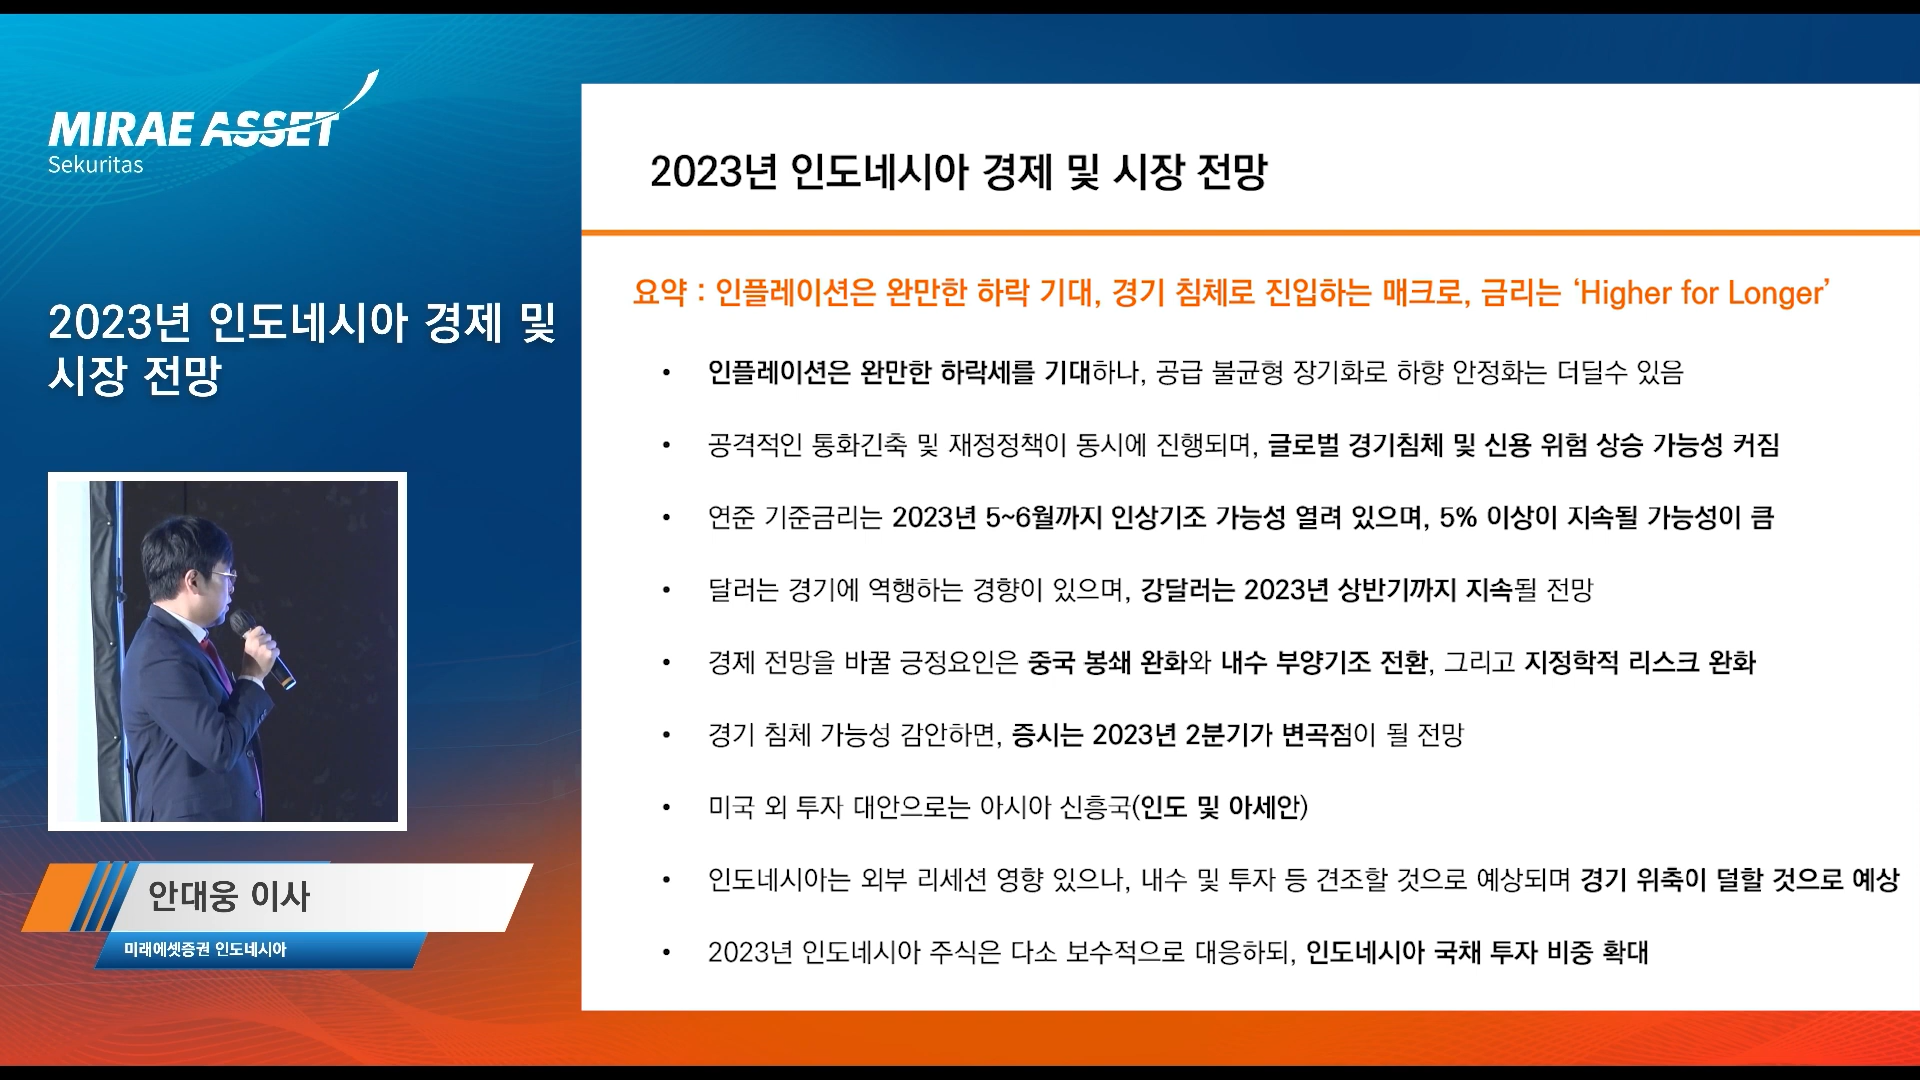 MIRAE ASSET
Sekuritas
2023년 인도네시아 경제 및
시장 전망
안대웅 이사
미래에셋증권 인도네시아
2023년 인도네시아 경제 및 시장 전망
요약 : 인플레이션은 완만한 하락 기대, 경기 침체로 진입하는 매크로, 금리는 ‘Higher for Longer’
• 인플레이션은 완만한 하락세를 기대하나, 공급 불균형 장기화로 하향 안정화는 더딜수 있음
• 공격적인 통화긴축 및 재정정책이 동시에 진행되며, 글로벌 경기침체 및 신용 위험 상승 가능성 커짐
• 연준 기준금리는 2023년 5~6월까지 인상기조 가능성 열려 있으며, 5% 이상이 지속될 가능성이 큼
• 달러는 경기에 역행하는 경향이 있으며, 강달러는 2023년 상반기까지 지속될 전망
• 경제 전망을 바꿀 긍정요인은 중국 봉쇄 완화와 내수 부양기조 전환, 그리고 지정학적 리스크 완화
• 경기 침체 가능성 감안하면, 증시는 2023년 2분기가 변곡점이 될 전망
• 미국 외 투자 대안으로는 아시아 신흥국(인도 및 아세안)
• 인도네시아는 외부 리세션 영향 있으나, 내수 및 투자 등 견조할 것으로 예상되며 경기 위축이 덜할 것으로 예상
• 2023년 인도네시아 주식은 다소 보수적으로 대응하되, 인도네시아 국채 투자 비중 확대